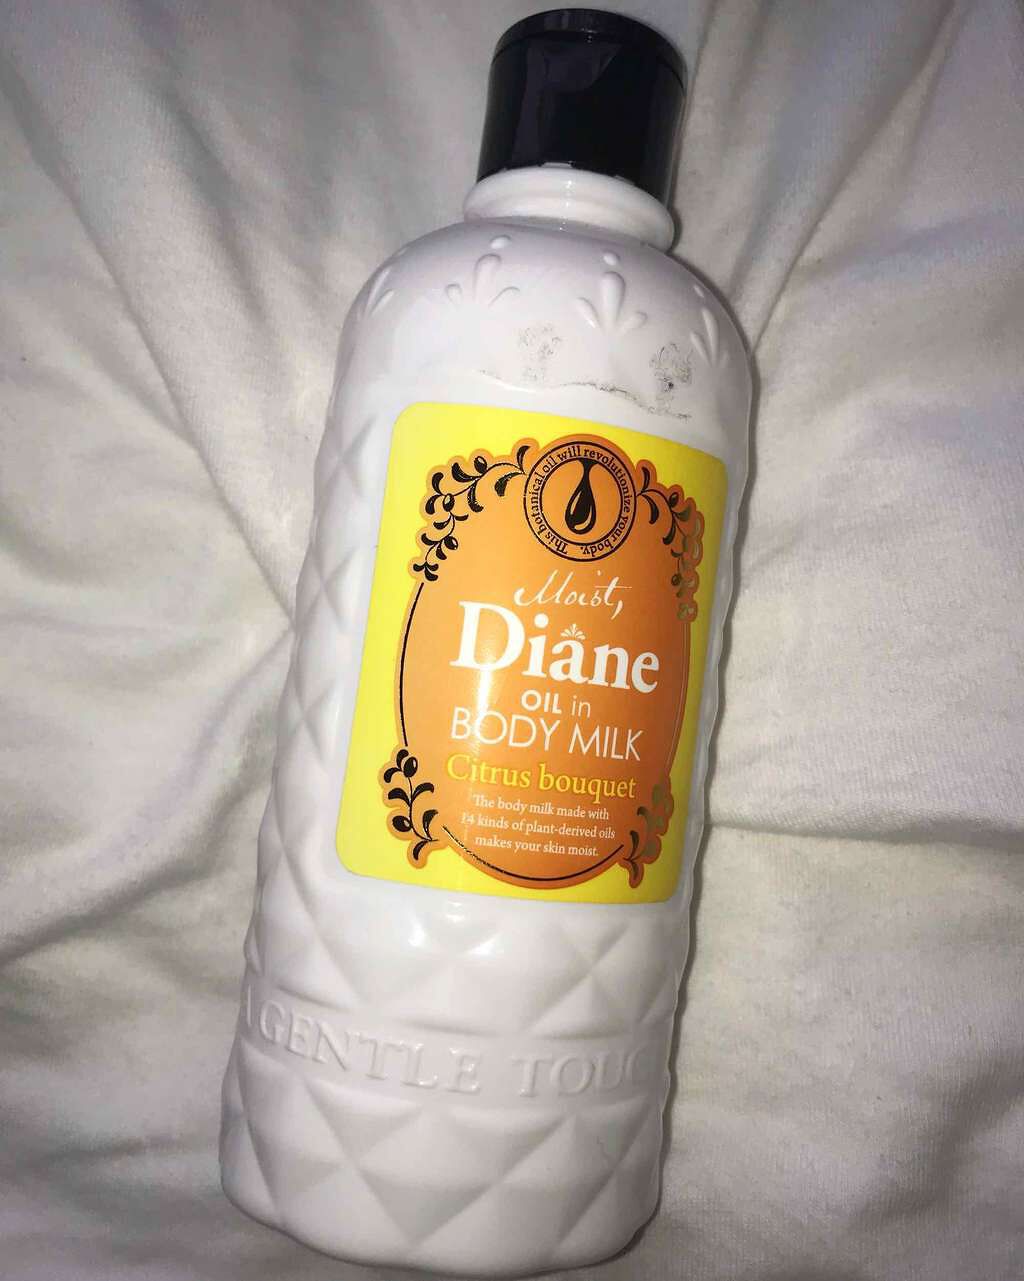 This botanical oil will revolutionize your body.
Moist,
Diane
OIL in
BODY MILK
Citrus bouquet
The body milk made with
14 kinds of plant-derived oils
makes your skin moist.
A GENTLE TOUC